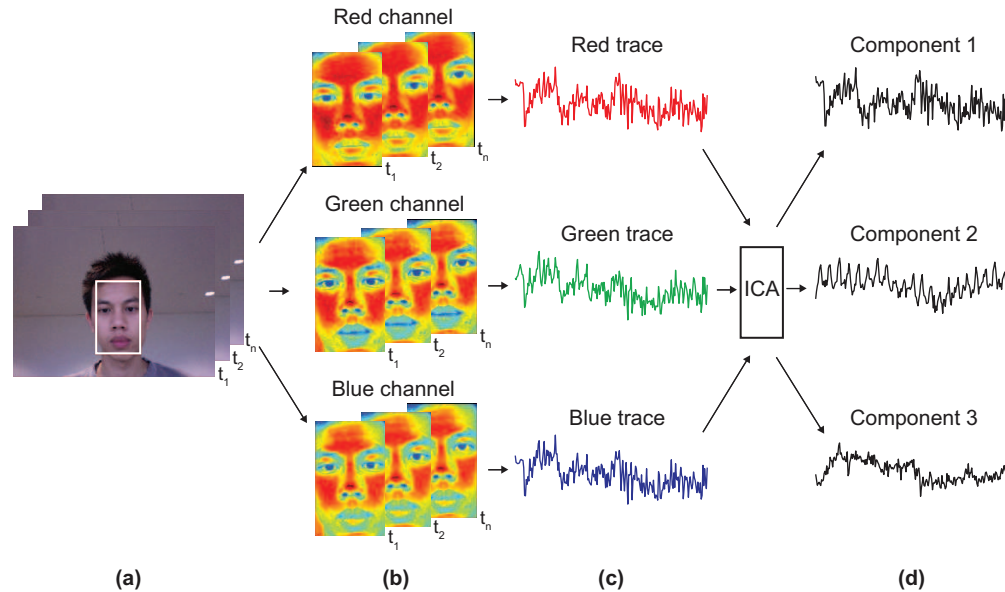 Red channel
t1
t2
tn
Red trace
Component 1
Green channel
t1
t2
tn
Green trace
ICA
Component 2
t1
t2
tn
Blue channel
t1
t2
tn
Blue trace
Component 3
(a)
(b)
(c)
(d)